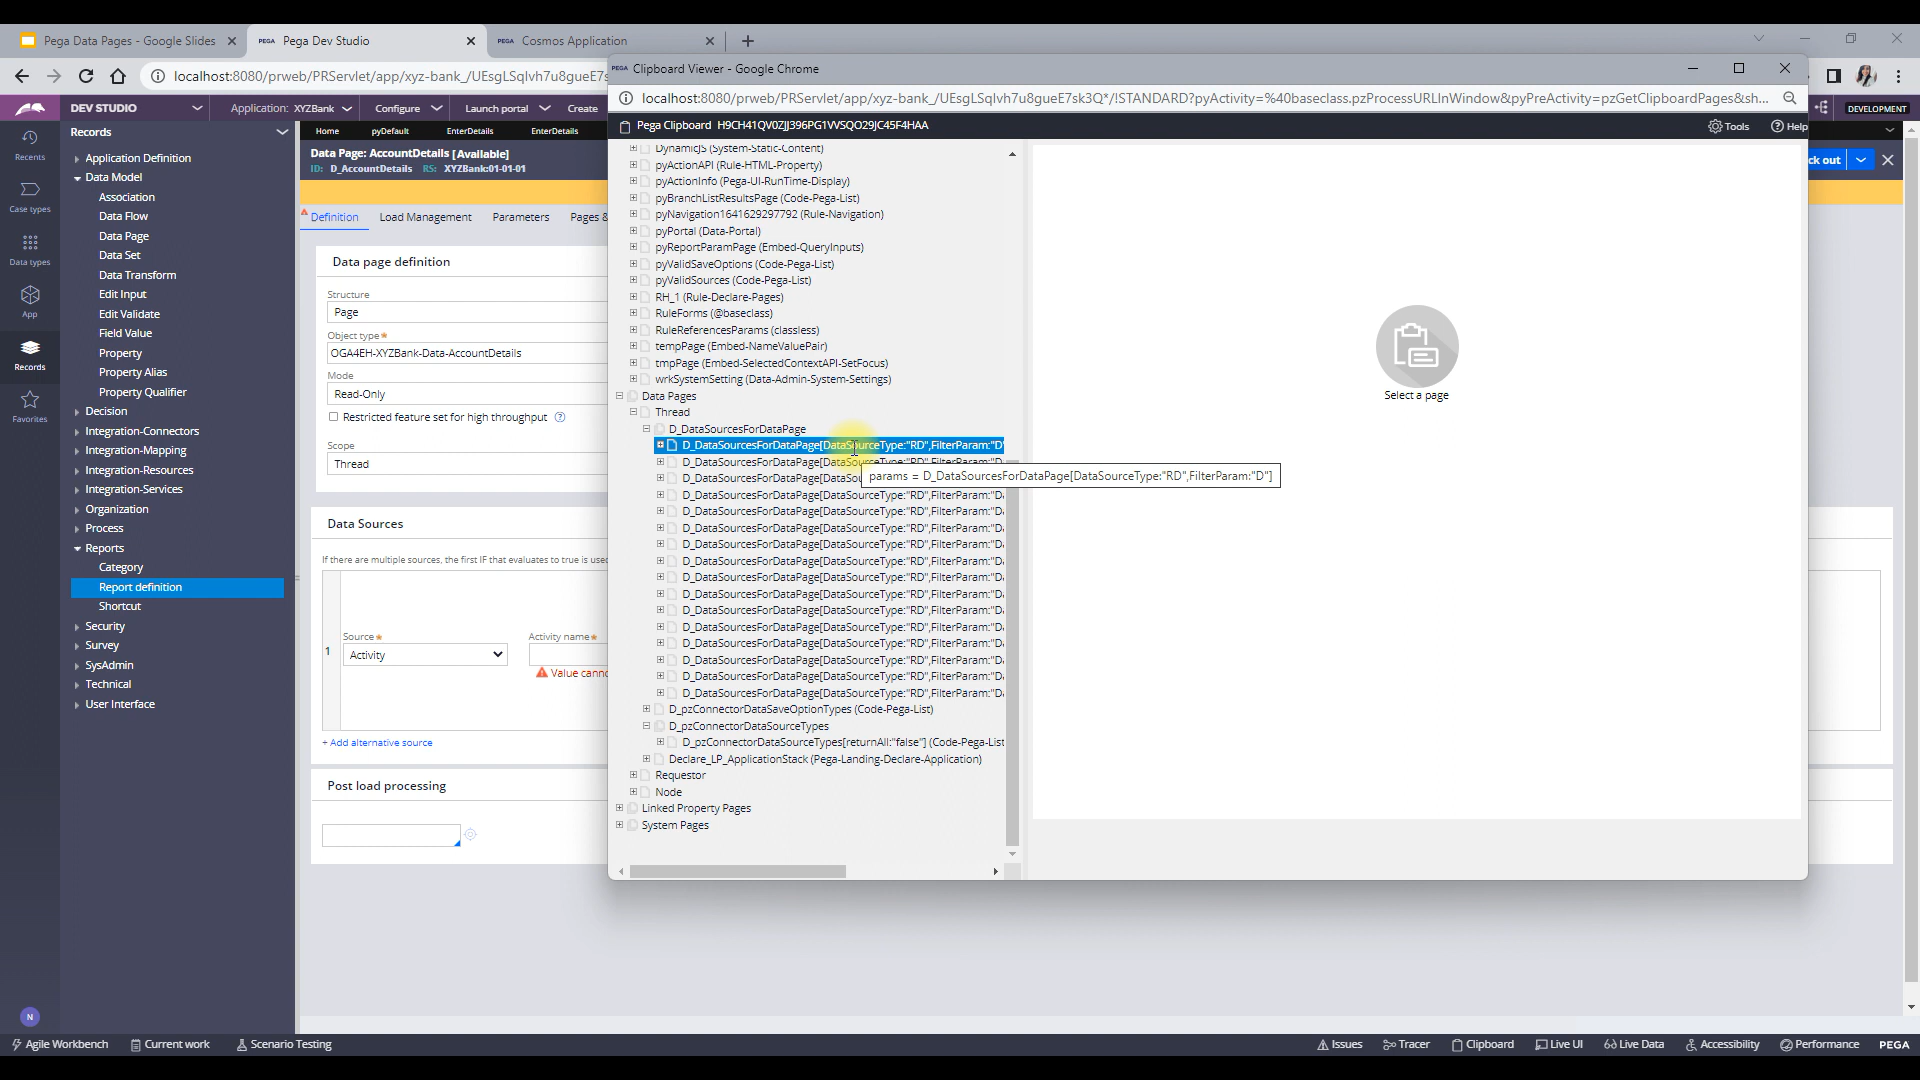 Pega Data Pages - Google Slides
PEGA Pega Dev Studio
PEGA Cosmos Application
localhost:8080/prweb/PRServlet/app/xyz-bank_/UEsgLSqlvh7u8gueE7s
PEGA Clipboard Viewer - Google Chrome
localhost:8080/prweb/PRServlet/app/xyz-bank_/UEsgLSqlvh7u8gueE7sk3Q*/!STANDARD?pyActivity=%40baseclass.pzProcessURLInWindow&pyPreActivity=pzGetClipboardPages&sh...
DEV STUDIO
Application: XYZBank
Configure
Launch portal
Create
DEVELOPMENT
Pega Clipboard H9CH41QV0ZJJ396PG1VVSQO29JC45F4HAA
Tools
Help
Recents
Case types
Data types
App
Records
Favorites
N
Records
Application Definition
Data Model
Association
Data Flow
Data Page
Data Set
Data Transform
Edit Input
Edit Validate
Field Value
Property
Property Alias
Property Qualifier
Decision
Integration-Connectors
Integration-Mapping
Integration-Resources
Integration-Services
Organization
Process
Reports
Category
Report definition
Shortcut
Security
Survey
SysAdmin
Technical
User Interface
Home
pyDefault
EnterDetails
EnterDetails
Data Page: AccountDetails [Available]
ID: D_AccountDetails RS: XYZBank:01-01-01
ck out
Definition
Load Management
Parameters
Pages &
Data page definition
Structure
Page
Object type*
OGA4EH-XYZBank-Data-AccountDetails
Mode
Read-Only
Restricted feature set for high throughput
Scope
Thread
Data Sources
If there are multiple sources, the first IF that evaluates to true is used
1
Source*
Activity
Activity name*
Value canno
+ Add alternative source
Post load processing
DynamicJS (System-Static-Content)
pyActionAPI (Rule-HTML-Property)
pyActionInfo (Pega-UI-RunTime-Display)
pyBranchListResultsPage (Code-Pega-List)
pyNavigation1641629297792 (Rule-Navigation)
pyPortal (Data-Portal)
pyReportParamPage (Embed-QueryInputs)
pyValidSaveOptions (Code-Pega-List)
pyValidSources (Code-Pega-List)
RH_1 (Rule-Declare-Pages)
RuleForms (@baseclass)
RuleReferencesParams (classless)
tempPage (Embed-NameValuePair)
tmpPage (Embed-SelectedContextAPI-SetFocus)
wrkSystemSetting (Data-Admin-System-Settings)
Data Pages
Thread
D_DataSourcesForDataPage
D_DataSourcesForDataPage[DataSourceType:"RD",FilterParam:"D"
D_DataSourcesForDataPage[DataSourceType:"RD",FilterParam:"D
D_DataSourcesForDataPage[DataSou
params = D_DataSourcesForDataPage[DataSourceType:"RD",FilterParam:"D"]
D_DataSourcesForDataPage[DataSourceType:"RD",FilterParam:"D
D_DataSourcesForDataPage[DataSourceType:"RD",FilterParam:"D
D_DataSourcesForDataPage[DataSourceType:"RD",FilterParam:"D
D_DataSourcesForDataPage[DataSourceType:"RD",FilterParam:"D
D_DataSourcesForDataPage[DataSourceType:"RD",FilterParam:"D
D_DataSourcesForDataPage[DataSourceType:"RD",FilterParam:"D
D_DataSourcesForDataPage[DataSourceType:"RD",FilterParam:"D
D_DataSourcesForDataPage[DataSourceType:"RD",FilterParam:"D
D_DataSourcesForDataPage[DataSourceType:"RD",FilterParam:"D
D_DataSourcesForDataPage[DataSourceType:"RD",FilterParam:"D
D_DataSourcesForDataPage[DataSourceType:"RD",FilterParam:"D
D_DataSourcesForDataPage[DataSourceType:"RD",FilterParam:"D
D_DataSourcesForDataPage[DataSourceType:"RD",FilterParam:"D
D_pzConnectorDataSaveOptionTypes (Code-Pega-List)
D_pzConnectorDataSourceTypes
D_pzConnectorDataSourceTypes[returnAll:"false"] (Code-Pega-List
Declare_LP_ApplicationStack (Pega-Landing-Declare-Application)
Requestor
Node
Linked Property Pages
System Pages
Select a page
Agile Workbench
Current work
Scenario Testing
Issues
Tracer
Clipboard
Live UI
Live Data
Accessibility
Performance
PEGA